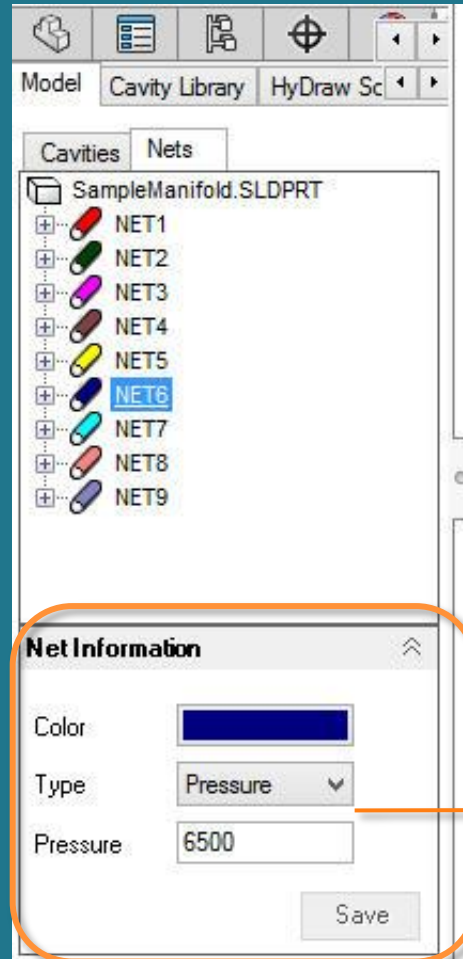 Model Cavity Library HyDraw Sc
Cavities Nets
SampleManifold.SLDPRT
NET1
NET2
NET3
NET4
NET5
NET6
NET7
NET8
NET9
Net Information
Color
Type Pressure
Pressure 6500
Save